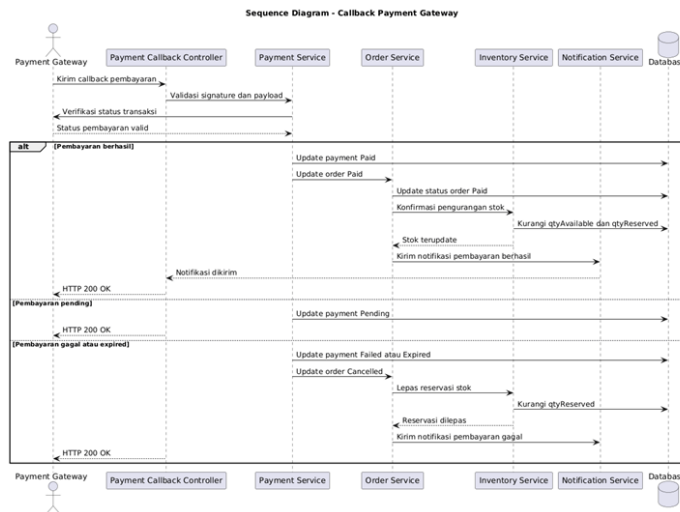 Sequence Diagram - Callback Payment Gateway
Payment Gateway
Payment Callback Controller
Payment Service
Order Service
Inventory Service
Notification Service
Databas
Kirim callback pembayaran
Validasi signature dan payload
Verifikasi status transaksi
Status pembayaran valid
alt
[Pembayaran berhasil]
Update payment Paid
Update order Paid
Update status order Paid
Konfirmasi pengurangan stok
Kurangi qtyAvailable dan qtyReserved
Stok terupdate
Kirim notifikasi pembayaran berhasil
Notifikasi dikirim
HTTP 200 OK
[Pembayaran pending]
Update payment Pending
HTTP 200 OK
[Pembayaran gagal atau expired]
Update payment Failed atau Expired
Update order Cancelled
Lepas reservasi stok
Kurangi qtyReserved
Reservasi dilepas
Kirim notifikasi pembayaran gagal
HTTP 200 OK
Payment Gateway
Payment Callback Controller
Payment Service
Order Service
Inventory Service
Notification Service
Databas